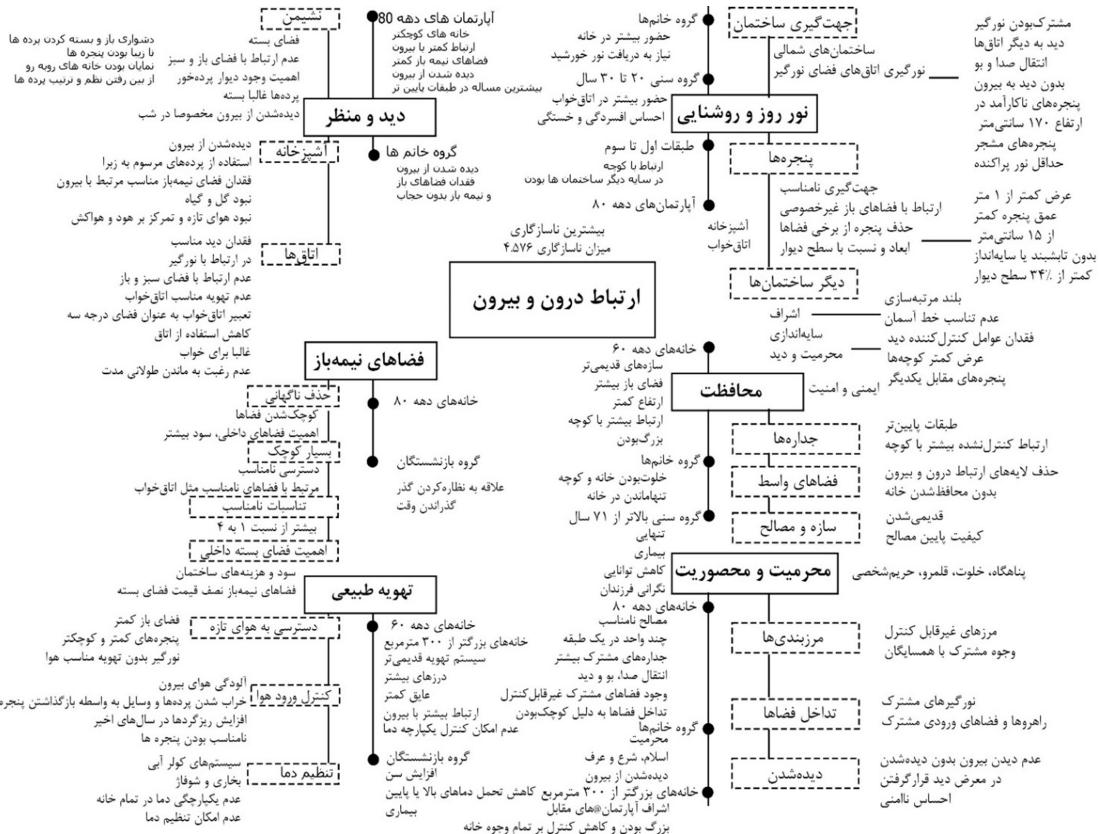 ارتباط درون و بیرون
بیشترین ناسازگاری
میزان ناسازگاری ۴.۵۷۶
نور روز و روشنایی
جهت‌گیری ساختمان
ساختمان‌های شمالی
نورگیری اتاق‌های فضای نورگیر
مشترک‌بودن نورگیر
دید به دیگر اتاق‌ها
انتقال صدا و بو
بدون دید به بیرون
پنجره‌های ناکارآمد در
ارتفاع ۱۷۰ سانتی‌متر
پنجره‌های مشجر
حداقل نور پراکنده
پنجره‌ها
جهت‌گیری نامناسب
ارتباط با فضاهای باز غیرخصوصی
حذف پنجره از برخی فضاها
ابعاد و نسبت با سطح دیوار
عرض کمتر از ۱ متر
عمق پنجره کمتر
از ۱۵ سانتی‌متر
بدون تابشبند یا سایه‌انداز
کمتر از ۳۴٪ سطح دیوار
دیگر ساختمان‌ها
اشراف
سایه‌اندازی
محرمیت و دید
بلند مرتبه‌سازی
عدم تناسب خط آسمان
فقدان عوامل کنترل‌کننده دید
عرض کمتر کوچه‌ها
پنجره‌های مقابل یکدیگر
گروه خانم‌ها
حضور بیشتر در خانه
نیاز به دریافت نور خورشید
گروه سنی ۲۰ تا ۳۰ سال
حضور بیشتر در اتاق‌خواب
احساس افسردگی و خستگی
طبقات اول تا سوم
ارتباط با کوچه
در سایه دیگر ساختمان ها بودن
آپارتمان‌های دهه ۸۰
آشپزخانه
اتاق‌خواب
محافظت
ایمنی و امنیت
جداره‌ها
طبقات پایین‌تر
ارتباط کنترل‌نشده بیشتر با کوچه
فضاهای واسط
حذف لایه‌های ارتباط درون و بیرون
بدون محافظ‌شدن خانه
سازه و مصالح
قدیمی‌شدن
کیفیت پایین مصالح
خانه‌های دهه ۶۰
سازه‌های قدیمی‌تر
فضای باز بیشتر
ارتفاع کمتر
ارتباط بیشتر با کوچه
بزرگ‌بودن
گروه خانم‌ها
خلوت‌بودن خانه و کوچه
تنهاماندن در خانه
گروه سنی بالاتر از ۷۱ سال
تنهایی
بیماری
کاهش توانایی
نگرانی فرزندان
محرمیت و محصوریت
پناهگاه، خلوت، قلمرو، حریم‌شخصی
مرزبندی‌ها
مرزهای غیرقابل کنترل
وجوه مشترک با همسایگان
تداخل فضاها
نورگیرهای مشترک
راهروها و فضاهای ورودی مشترک
دیده‌شدن
عدم دیدن بیرون بدون دیده‌شدن
در معرض دید قرارگرفتن
احساس ناامنی
خانه‌های دهه ۸۰
مصالح نامناسب
چند واحد در یک طبقه
جداره‌های مشترک بیشتر
انتقال صدا، بو و دید
وجود فضاهای مشترک غیرقابل‌کنترل
تداخل فضاها به دلیل کوچک‌بودن
گروه خانم‌ها
محرمیت
اسلام، شرع و عرف
دیده‌شدن از بیرون
خانه‌های بزرگتر از ۳۰۰ مترمربع
اشراف آپارتمان@های مقابل
بزرگ بودن و کاهش کنترل بر تمام وجوه خانه
دید و منظر
آپارتمان های دهه 80
خانه های کوچکتر
ارتباط کمتر با بیرون
فضاهای نیمه باز کمتر
دیده شدن از بیرون
بیشترین مساله در طبقات پایین تر
گروه خانم ها
دیده شدن از بیرون
فقدان فضاهای باز
و نیمه باز بدون حجاب
نشیمن
فضای بسته
عدم ارتباط با فضای باز و سبز
اهمیت وجود دیوار پرده‌خور
پرده‌ها غالبا بسته
دیده‌شدن از بیرون مخصوصا در شب
دشواری باز و بسته کردن پرده ها
نا زیبا بودن پنجره ها
نمایان بودن خانه های روبه رو
از بین رفتن نظم و ترتیب پرده ها
آشپزخانه
دیده‌شدن از بیرون
استفاده از پرده‌های مرسوم به زبرا
فقدان فضای نیمه‌باز مناسب مرتبط با بیرون
نبود گل و گیاه
نبود هوای تازه و تمرکز بر هود و هواکش
اتاق‌ها
فقدان دید مناسب
در ارتباط با نورگیر
عدم ارتباط با فضای سبز و باز
عدم تهویه مناسب اتاق‌خواب
تعبیر اتاق‌خواب به عنوان فضای درجه سه
کاهش استفاده از اتاق
غالبا برای خواب
عدم رغبت به ماندن طولانی مدت
فضاهای نیمه‌باز
خانه‌های دهه ۸۰
گروه بازنشستگان
علاقه به نظاره‌کردن گذر
گذراندن وقت
حذف ناگهانی
کوچک‌شدن فضاها
اهمیت فضاهای داخلی، سود بیشتر
بسیار کوچک
دسترسی نامناسب
مرتبط با فضاهای نامناسب مثل اتاق‌خواب
تناسبات نامناسب
بیشتر از نسبت ۱ به ۴
اهمیت فضای بسته داخلی
سود و هزینه‌های ساختمان
فضاهای نیمه‌باز نصف قیمت فضای بسته
تهویه طبیعی
خانه‌های دهه ۶۰
خانه‌های بزرگتر از ۳۰۰ مترمربع
سیستم تهویه قدیمی‌تر
درزهای بیشتر
عایق کمتر
ارتباط بیشتر با بیرون
عدم امکان کنترل یکپارچه دما
گروه بازنشستگان
افزایش سن
کاهش تحمل دماهای بالا یا پایین
بیماری
دسترسی به هوای تازه
فضای باز کمتر
پنجره‌های کمتر و کوچکتر
نورگیر بدون تهویه مناسب هوا
کنترل ورود هوا
آلودگی هوای بیرون
خراب شدن پرده‌ها و وسایل به واسطه بازگذاشتن پنجره
افزایش ریزگردها در سال‌های اخیر
نامناسب بودن پنجره ها
تنظیم دما
سیستم‌های کولر آبی
بخاری و شوفاژ
عدم یکپارچگی دما در تمام خانه
عدم امکان تنظیم دما